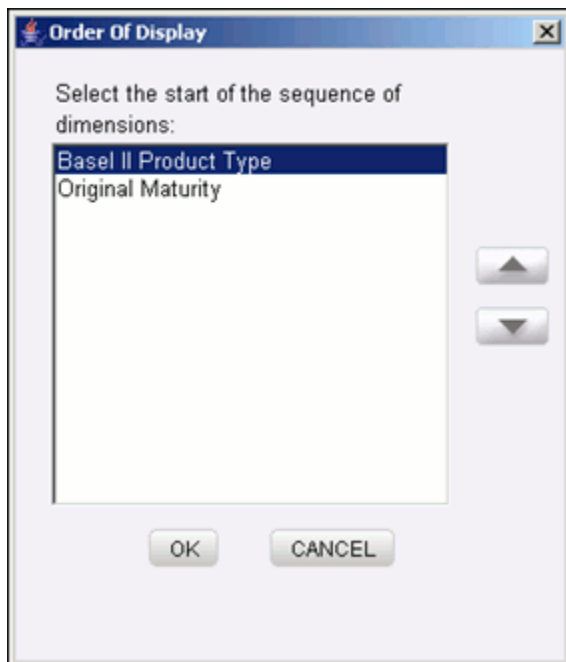 Order Of Display
Select the start of the sequence of
dimensions:
Basel II Product Type
Original Maturity
OK
CANCEL